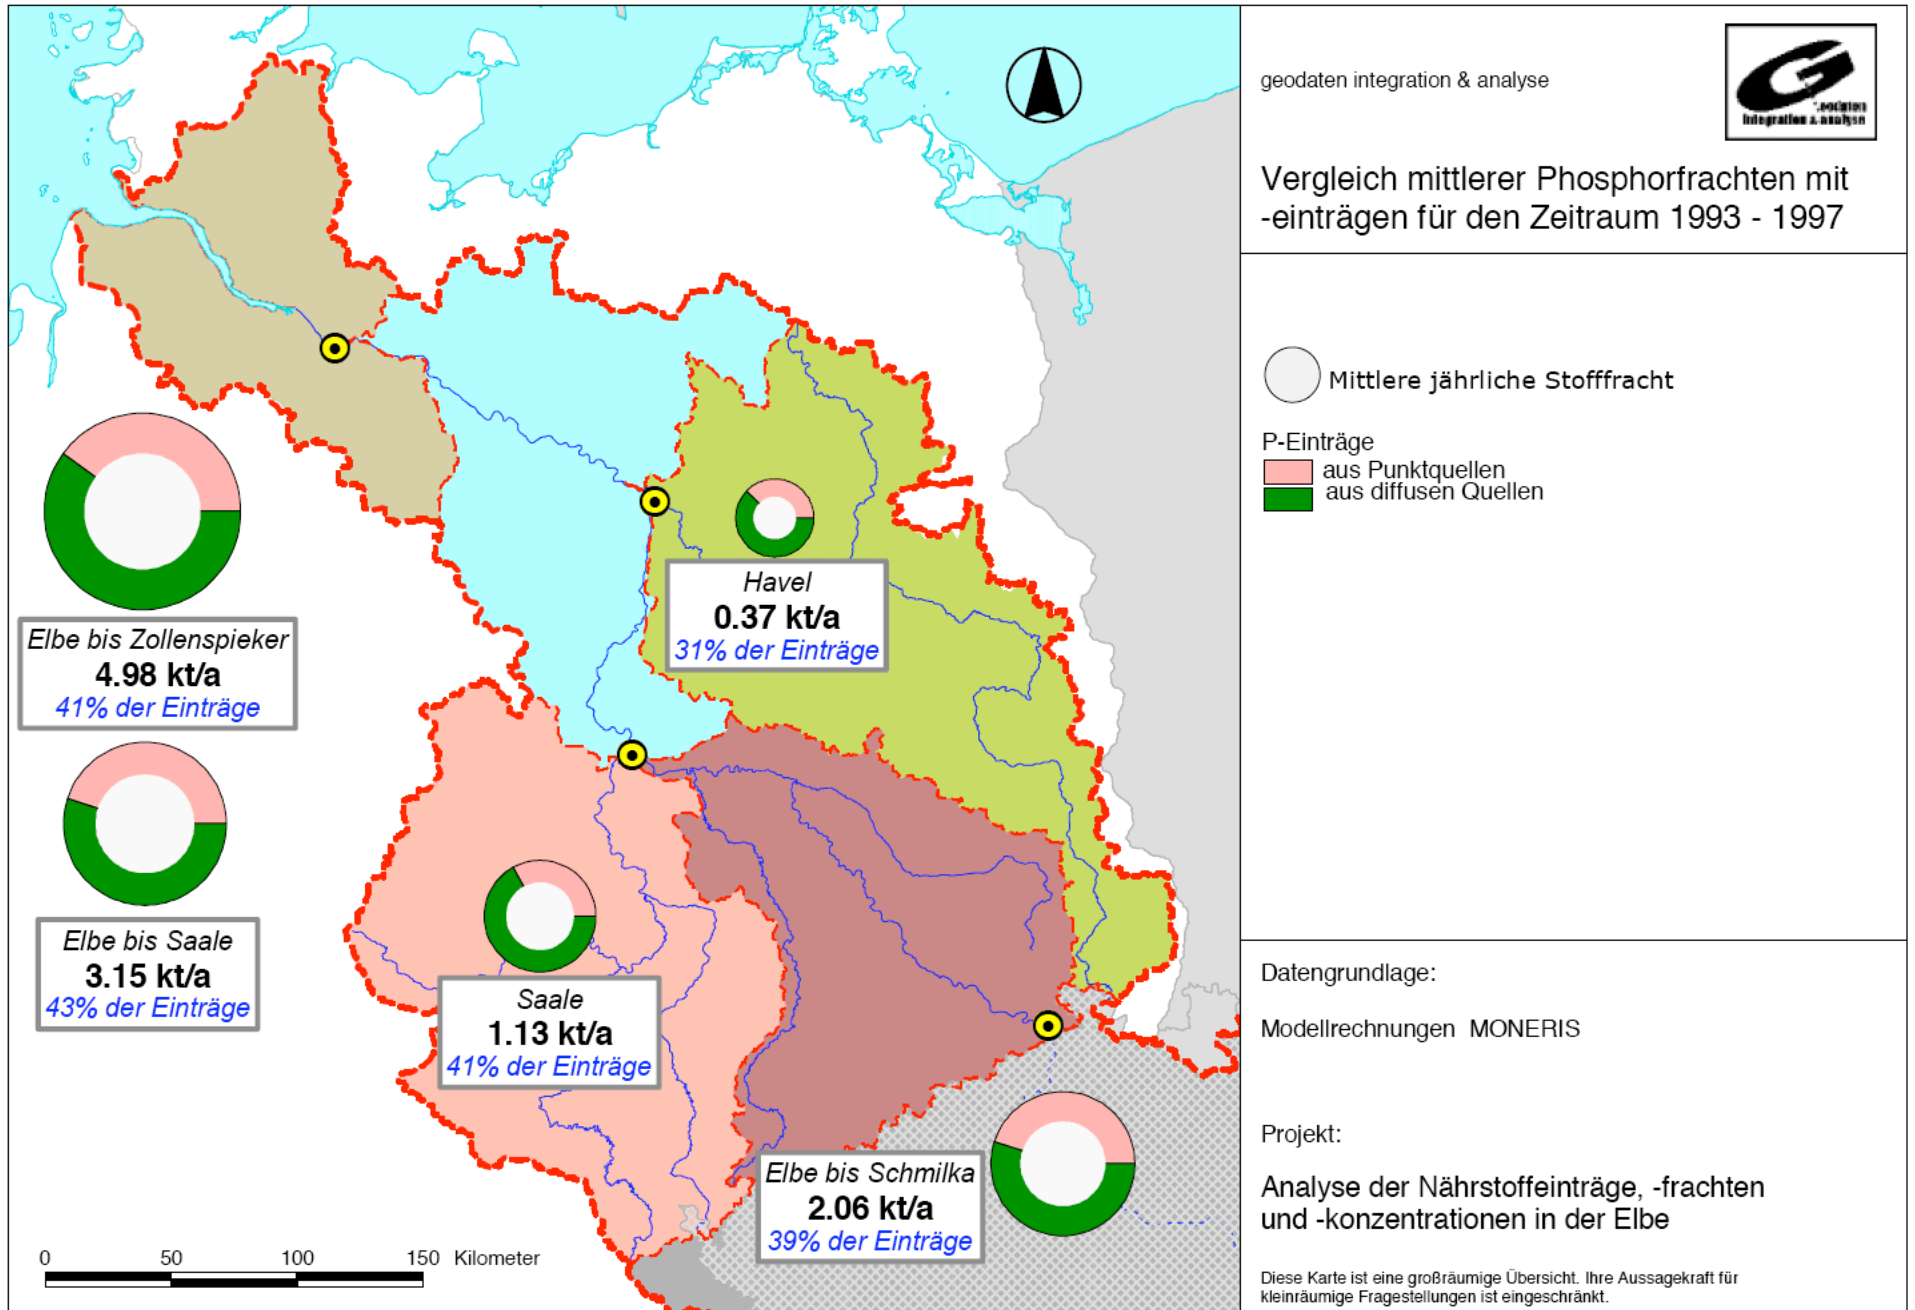 geodaten integration & analyse
Geodaten
integration & analyse
Vergleich mittlerer Phosphorfrachten mit
-einträgen für den Zeitraum 1993 - 1997
Mittlere jährliche Stofffracht
P-Einträge
aus Punktquellen
aus diffusen Quellen
Havel
0.37 kt/a
31% der Einträge
Elbe bis Zollenspieker
4.98 kt/a
41% der Einträge
Elbe bis Saale
3.15 kt/a
43% der Einträge
Saale
1.13 kt/a
41% der Einträge
Elbe bis Schmilka
2.06 kt/a
39% der Einträge
0 50 100 150 Kilometer
Datengrundlage:
Modellrechnungen MONERIS
Projekt:
Analyse der Nährstoffeinträge, -frachten
und -konzentrationen in der Elbe
Diese Karte ist eine großräumige Übersicht. Ihre Aussagekraft für
kleinräumige Fragestellungen ist eingeschränkt.